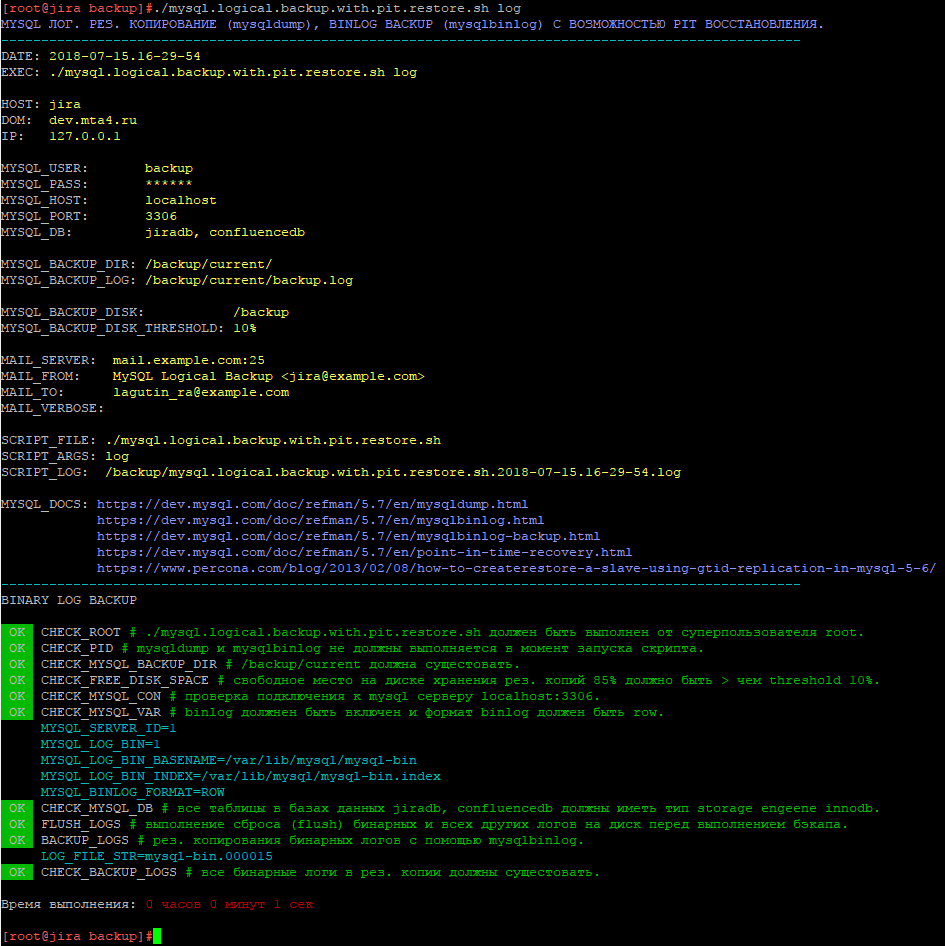 [root@jira backup]#./mysql.logical.backup.with.pit.restore.sh log
MYSQL ЛОГ. РЕЗ. КОПИРОВАНИЕ (mysqldump), BINLOG BACKUP (mysqlbinlog) С ВОЗМОЖНОСТЬЮ PIT ВОССТАНОВЛЕНИЯ.
----------------------------------------------------------------------------------------------------
DATE: 2018-07-15.16-29-54
EXEC: ./mysql.logical.backup.with.pit.restore.sh log
HOST: jira
DOM:  dev.mta4.ru
IP:   127.0.0.1
MYSQL_USER:       backup
MYSQL_PASS:       ******
MYSQL_HOST:       localhost
MYSQL_PORT:       3306
MYSQL_DB:         jiradb, confluencedb
MYSQL_BACKUP_DIR: /backup/current/
MYSQL_BACKUP_LOG: /backup/current/backup.log
MYSQL_BACKUP_DISK:           /backup
MYSQL_BACKUP_DISK_THRESHOLD: 10%
MAIL_SERVER:  mail.example.com:25
MAIL_FROM:    MySQL Logical Backup <jira@example.com>
MAIL_TO:      lagutin_ra@example.com
MAIL_VERBOSE:
SCRIPT_FILE: ./mysql.logical.backup.with.pit.restore.sh
SCRIPT_ARGS: log
SCRIPT_LOG:  /backup/mysql.logical.backup.with.pit.restore.sh.2018-07-15.16-29-54.log
MYSQL_DOCS: https://dev.mysql.com/doc/refman/5.7/en/mysqldump.html
https://dev.mysql.com/doc/refman/5.7/en/mysqlbinlog.html
https://dev.mysql.com/doc/refman/5.7/en/mysqlbinlog-backup.html
https://dev.mysql.com/doc/refman/5.7/en/point-in-time-recovery.html
https://www.percona.com/blog/2013/02/08/how-to-createrestore-a-slave-using-gtid-replication-in-mysql-5-6/
----------------------------------------------------------------------------------------------------
BINARY LOG BACKUP
OK CHECK_ROOT # ./mysql.logical.backup.with.pit.restore.sh должен быть выполнен от суперпользователя root.
OK CHECK_PID # mysqldump и mysqlbinlog не должны выполняется в момент запуска скрипта.
OK CHECK_MYSQL_BACKUP_DIR # /backup/current должна сущестовать.
OK CHECK_FREE_DISK_SPACE # свободное место на диске хранения рез. копий 85% должно быть > чем threshold 10%.
OK CHECK_MYSQL_CON # проверка подключения к mysql серверу localhost:3306.
OK CHECK_MYSQL_VAR # binlog должнен быть включен и формат binlog должен быть row.
MYSQL_SERVER_ID=1
MYSQL_LOG_BIN=1
MYSQL_LOG_BIN_BASENAME=/var/lib/mysql/mysql-bin
MYSQL_LOG_BIN_INDEX=/var/lib/mysql/mysql-bin.index
MYSQL_BINLOG_FORMAT=ROW
OK CHECK_MYSQL_DB # все таблицы в базах данных jiradb, confluencedb должны иметь тип storage engeene innodb.
OK FLUSH_LOGS # выполнение сброса (flush) бинарных и всех других логов на диск перед выполнением бэкапа.
OK BACKUP_LOGS # рез. копирования бинарных логов с помощью mysqlbinlog.
LOG_FILE_STR=mysql-bin.000015
OK CHECK_BACKUP_LOGS # все бинарные логи в рез. копии должны сущестовать.
Время выполнения: 0 часов 0 минут 1 сек
[root@jira backup]#